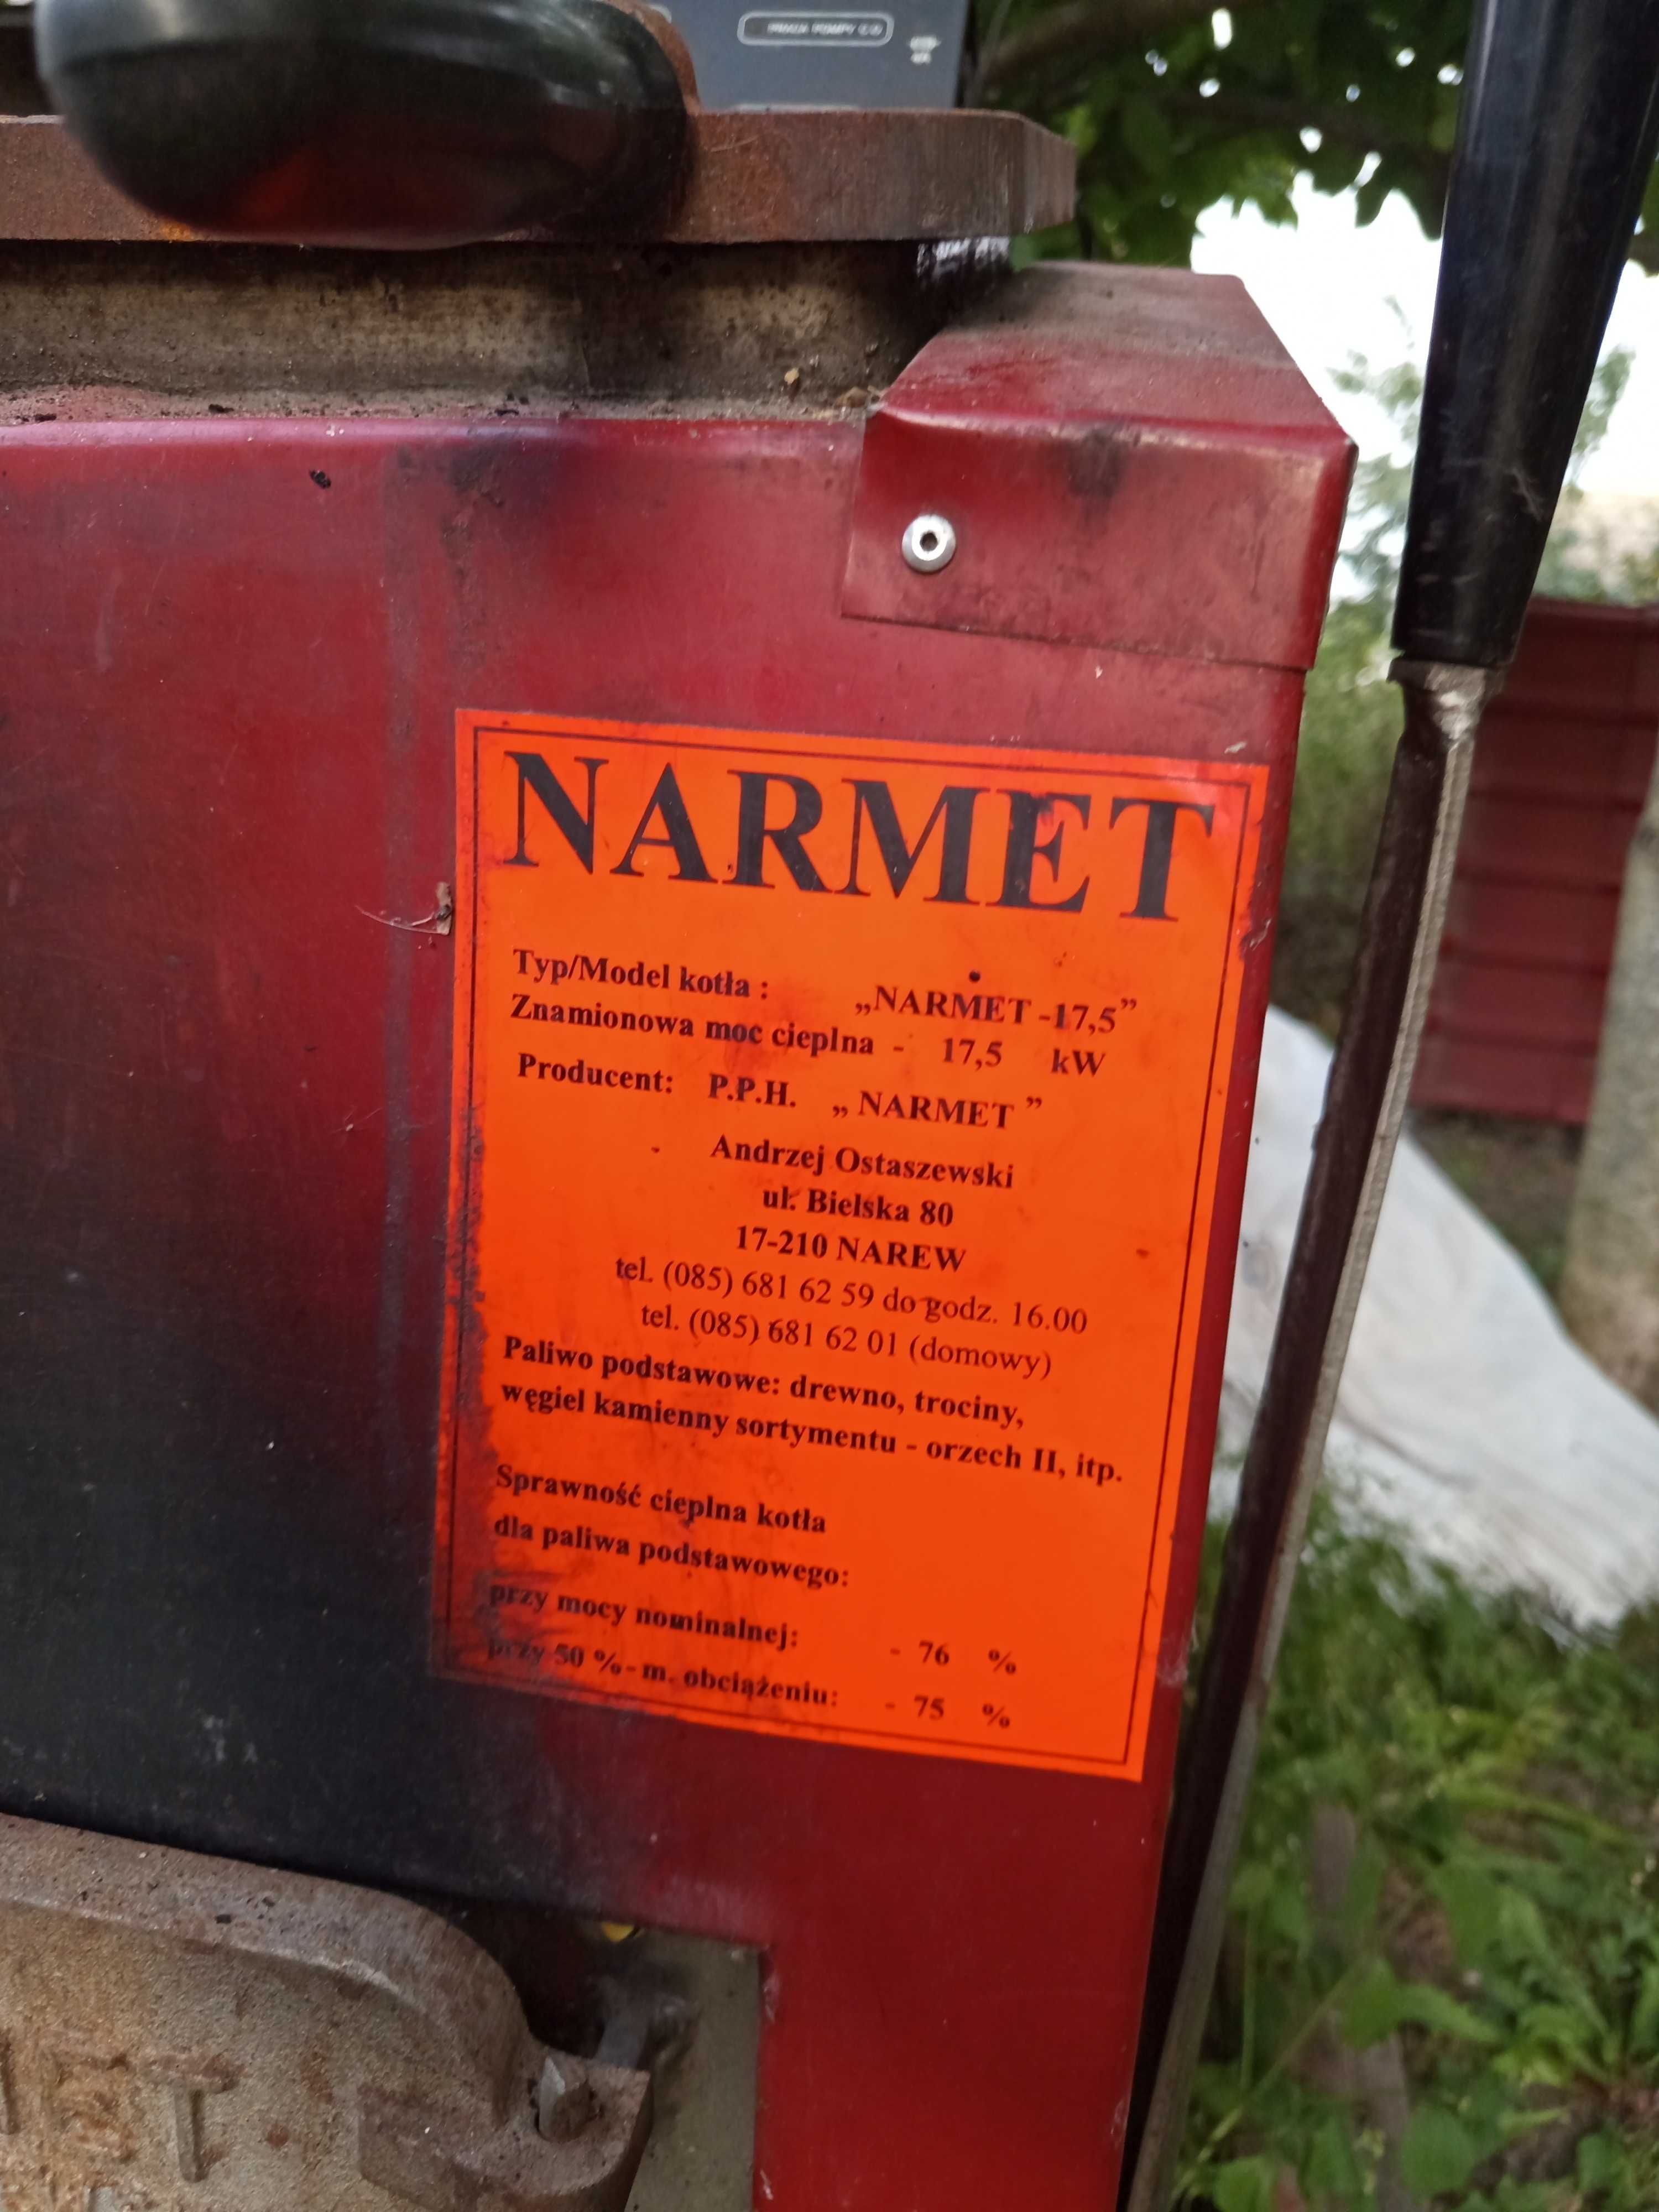 PRACA POMPY C.O
NARMET
Typ/Model kotła : „NARMET -17,5”
Znamionowa moc cieplna - 17,5 kW
Producent: P.P.H. „ NARMET ”
Andrzej Ostaszewski
ul. Bielska 80
17-210 NAREW
tel. (085) 681 62 59 do godz. 16.00
tel. (085) 681 62 01 (domowy)
Paliwo podstawowe: drewno, trociny,
węgiel kamienny sortymentu - orzech II, itp.
Sprawność cieplna kotła
dla paliwa podstawowego:
przy mocy nominalnej: - 76 %
przy 50 % - m. obciążeniu: - 75 %